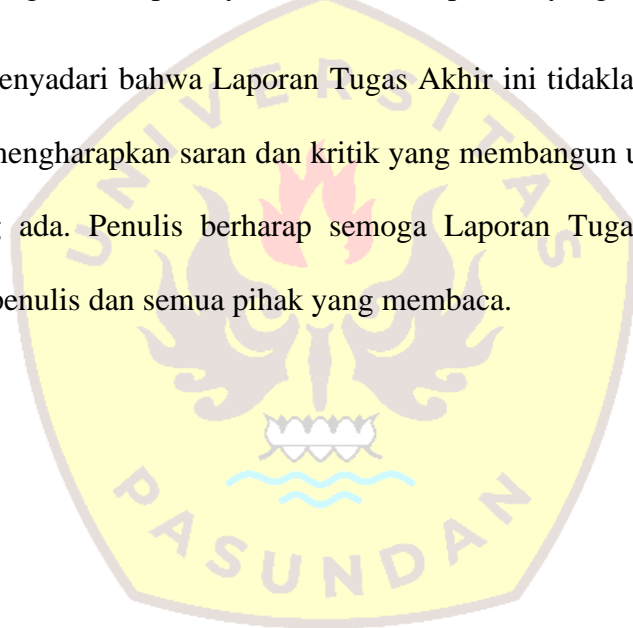 enyadari bahwa Laporan Tugas Akhir ini tidakla
mengharapkan saran dan kritik yang membangun u
ada. Penulis berharap semoga Laporan Tuga
penulis dan semua pihak yang membaca.
UNIVERSITAS
PASUNDAN